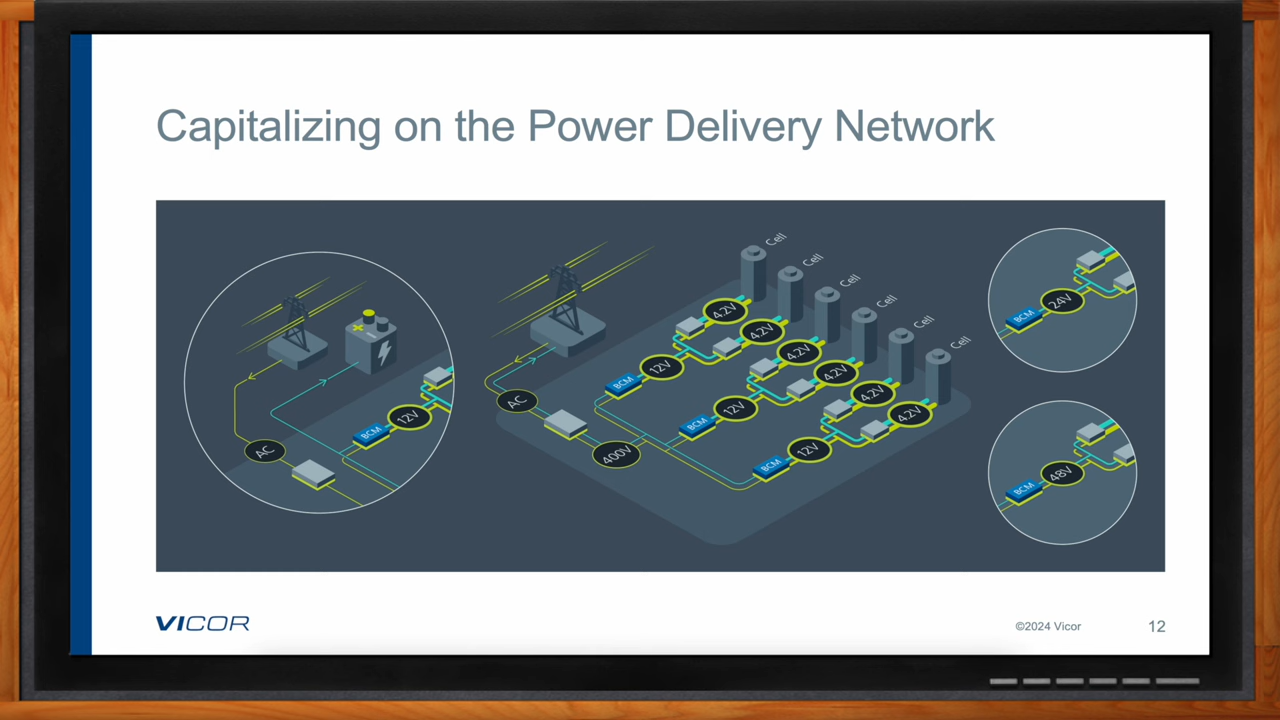 Capitalizing on the Power Delivery Network
AC
BCM
12V
AC
400V
BCM
12V
4.2V
4.2V
BCM
12V
4.2V
4.2V
BCM
12V
4.2V
4.2V
Cell
Cell
Cell
Cell
Cell
Cell
BCM
24V
BCM
48V
VICOR
©2024 Vicor
12